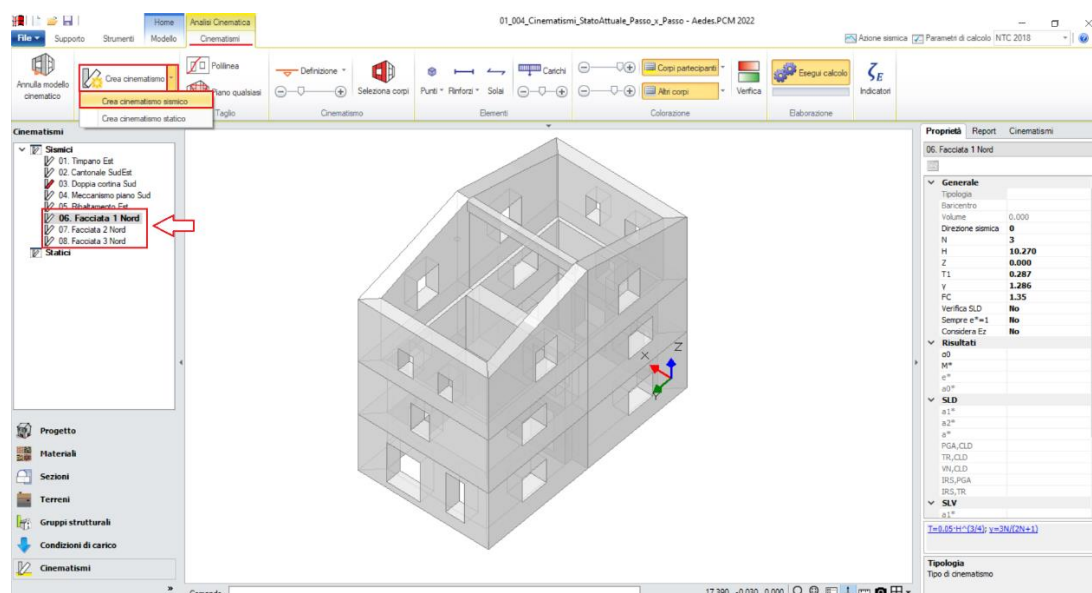 Home
Analisi Cinematica
01_004_Cinematismi_StatoAttuale_Passo_x_Passo - Aedes.PCM 2022
File
Supporto
Strumenti
Modello
Cinematismi
Azione sismica
Parametri di calcolo
NTC 2018
Annulla modello
cinematico
Crea cinematismo
Crea cinematismo sismico
Crea cinematismo statico
Polilinea
Piano qualsiasi
Taglio
Definizione
Seleziona corpi
Cinematismo
Punti
Rinforzi
Solai
Carichi
Elementi
Corpi partecipanti
Altri corpi
Verifica
Colorazione
Esegui calcolo
Elaborazione
ζE
Indicatori
Cinematismi
Sismici
01. Timpano Est
02. Cantonale SudEst
03. Doppia cortina Sud
04. Meccanismo piano Sud
05. Ribaltamento Est
06. Facciata 1 Nord
07. Facciata 2 Nord
08. Facciata 3 Nord
Statici
Progetto
Materiali
Sezioni
Terreni
Gruppi strutturali
Condizioni di carico
Cinematismi
»
X
Z
Y
Comando
17.390 -0.030 0.000
Proprietà
Report
Cinematismi
06. Facciata 1 Nord
Generale
Tipologia
Baricentro
Volume 0.000
Direzione sismica 0
N 3
H 10.270
Z 0.000
T1 0.287
γ 1.286
FC 1.35
Verifica SLD No
Sempre e*=1 No
Considera Ez No
Risultati
α0
M*
e*
a0*
SLD
a1*
a2*
a*
PGA,CLD
TR,CLD
VN,CLD
IRS,PGA
IRS,TR
SLV
a1*
T=0.05·H^(3/4); γ=3N/(2N+1)
Tipologia
Tipo di cinematismo